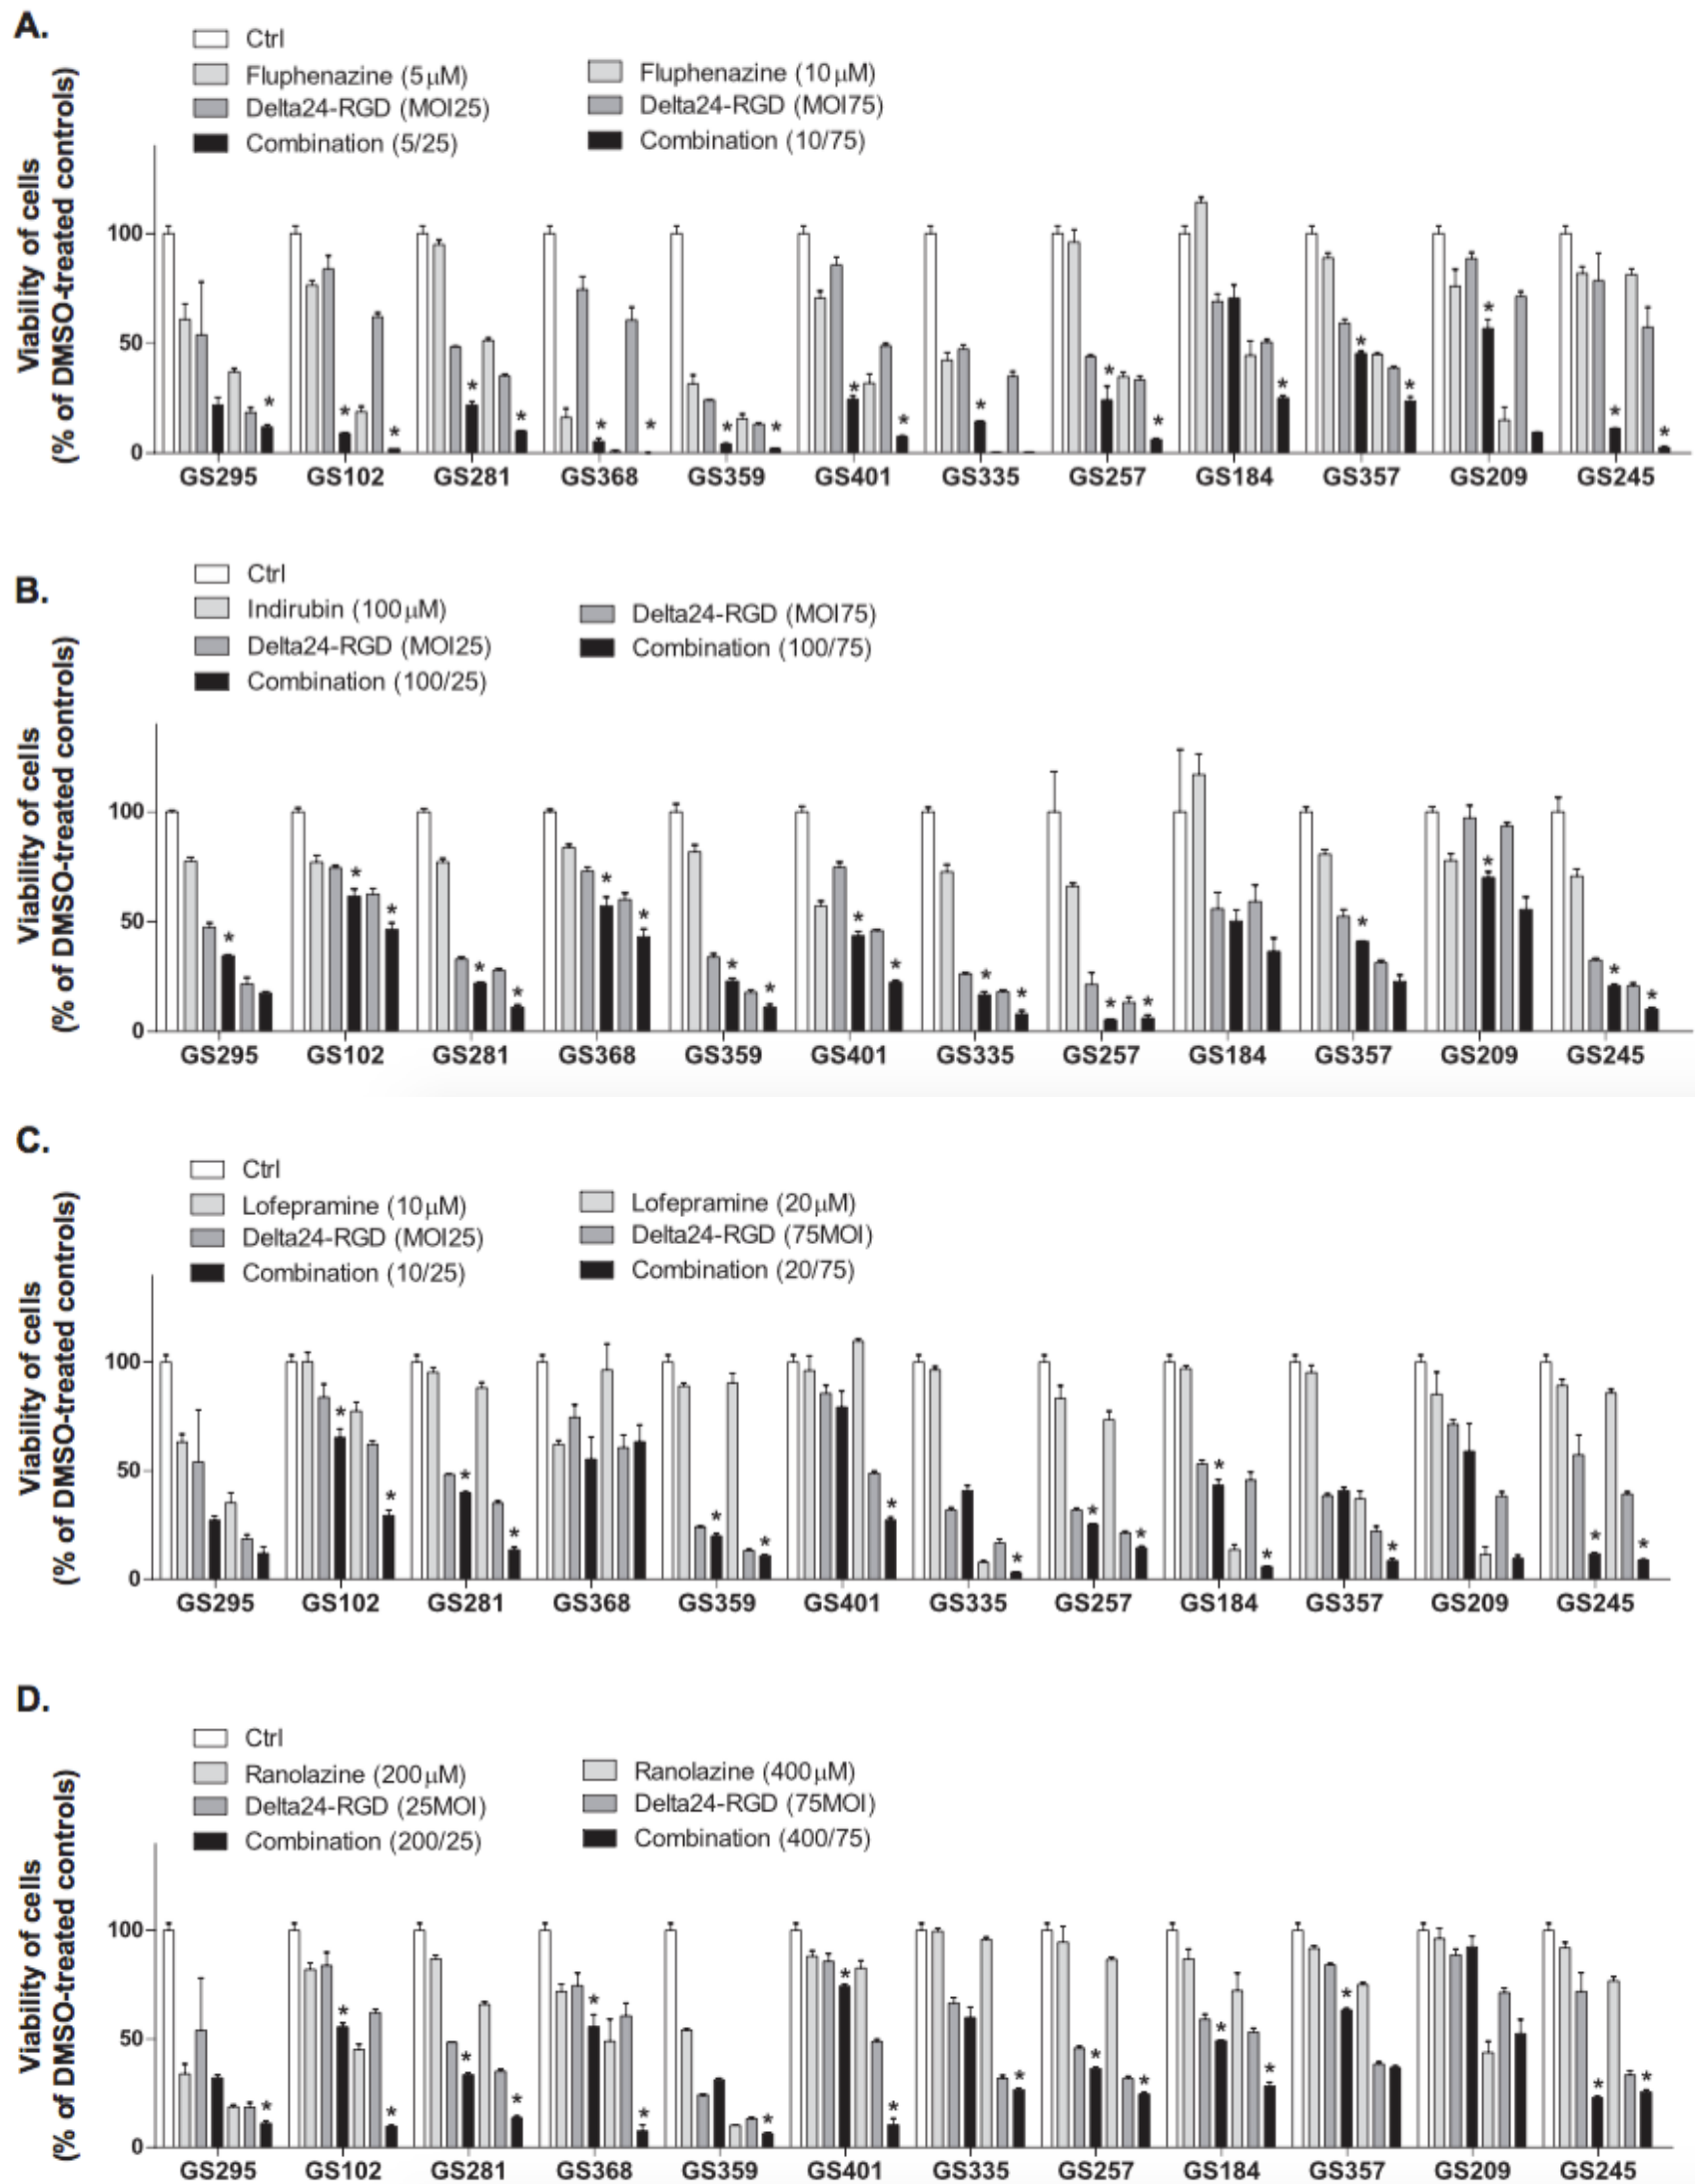 A.
Ctrl
Fluphenazine (5µM)
Delta24-RGD (MOI25)
Combination (5/25)
Fluphenazine (10µM)
Delta24-RGD (MOI75)
Combination (10/75)
Viability of cells
(% of DMSO-treated controls)
100
50
0
* * * * * * * * * * * * * * * * * * * * *
GS295 GS102 GS281 GS368 GS359 GS401 GS335 GS257 GS184 GS357 GS209 GS245
B.
Ctrl
Indirubin (100µM)
Delta24-RGD (MOI25)
Combination (100/25)
Delta24-RGD (MOI75)
Combination (100/75)
Viability of cells
(% of DMSO-treated controls)
100
50
0
* * * * * * * * * * * * * * * * * * *
GS295 GS102 GS281 GS368 GS359 GS401 GS335 GS257 GS184 GS357 GS209 GS245
C.
Ctrl
Lofepramine (10µM)
Delta24-RGD (MOI25)
Combination (10/25)
Lofepramine (20µM)
Delta24-RGD (75MOI)
Combination (20/75)
Viability of cells
(% of DMSO-treated controls)
100
50
0
* * * * * * * * * * * * * * * *
GS295 GS102 GS281 GS368 GS359 GS401 GS335 GS257 GS184 GS357 GS209 GS245
D.
Ctrl
Ranolazine (200µM)
Delta24-RGD (25MOI)
Combination (200/25)
Ranolazine (400µM)
Delta24-RGD (75MOI)
Combination (400/75)
Viability of cells
(% of DMSO-treated controls)
100
50
0
* * * * * * * * * * * * * * * * * * *
GS295 GS102 GS281 GS368 GS359 GS401 GS335 GS257 GS184 GS357 GS209 GS245